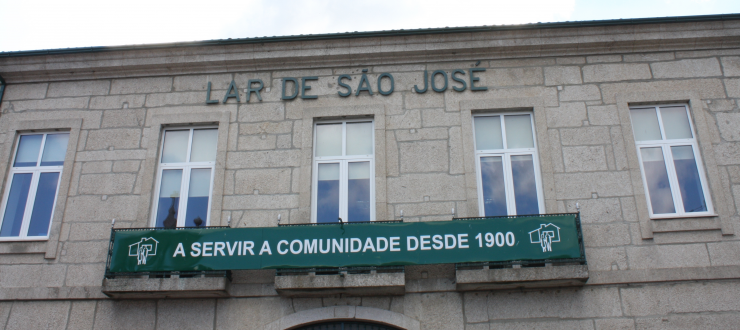 LAR DE SÃO JOSÉ
A SERVIR A COMUNIDADE DESDE 1900